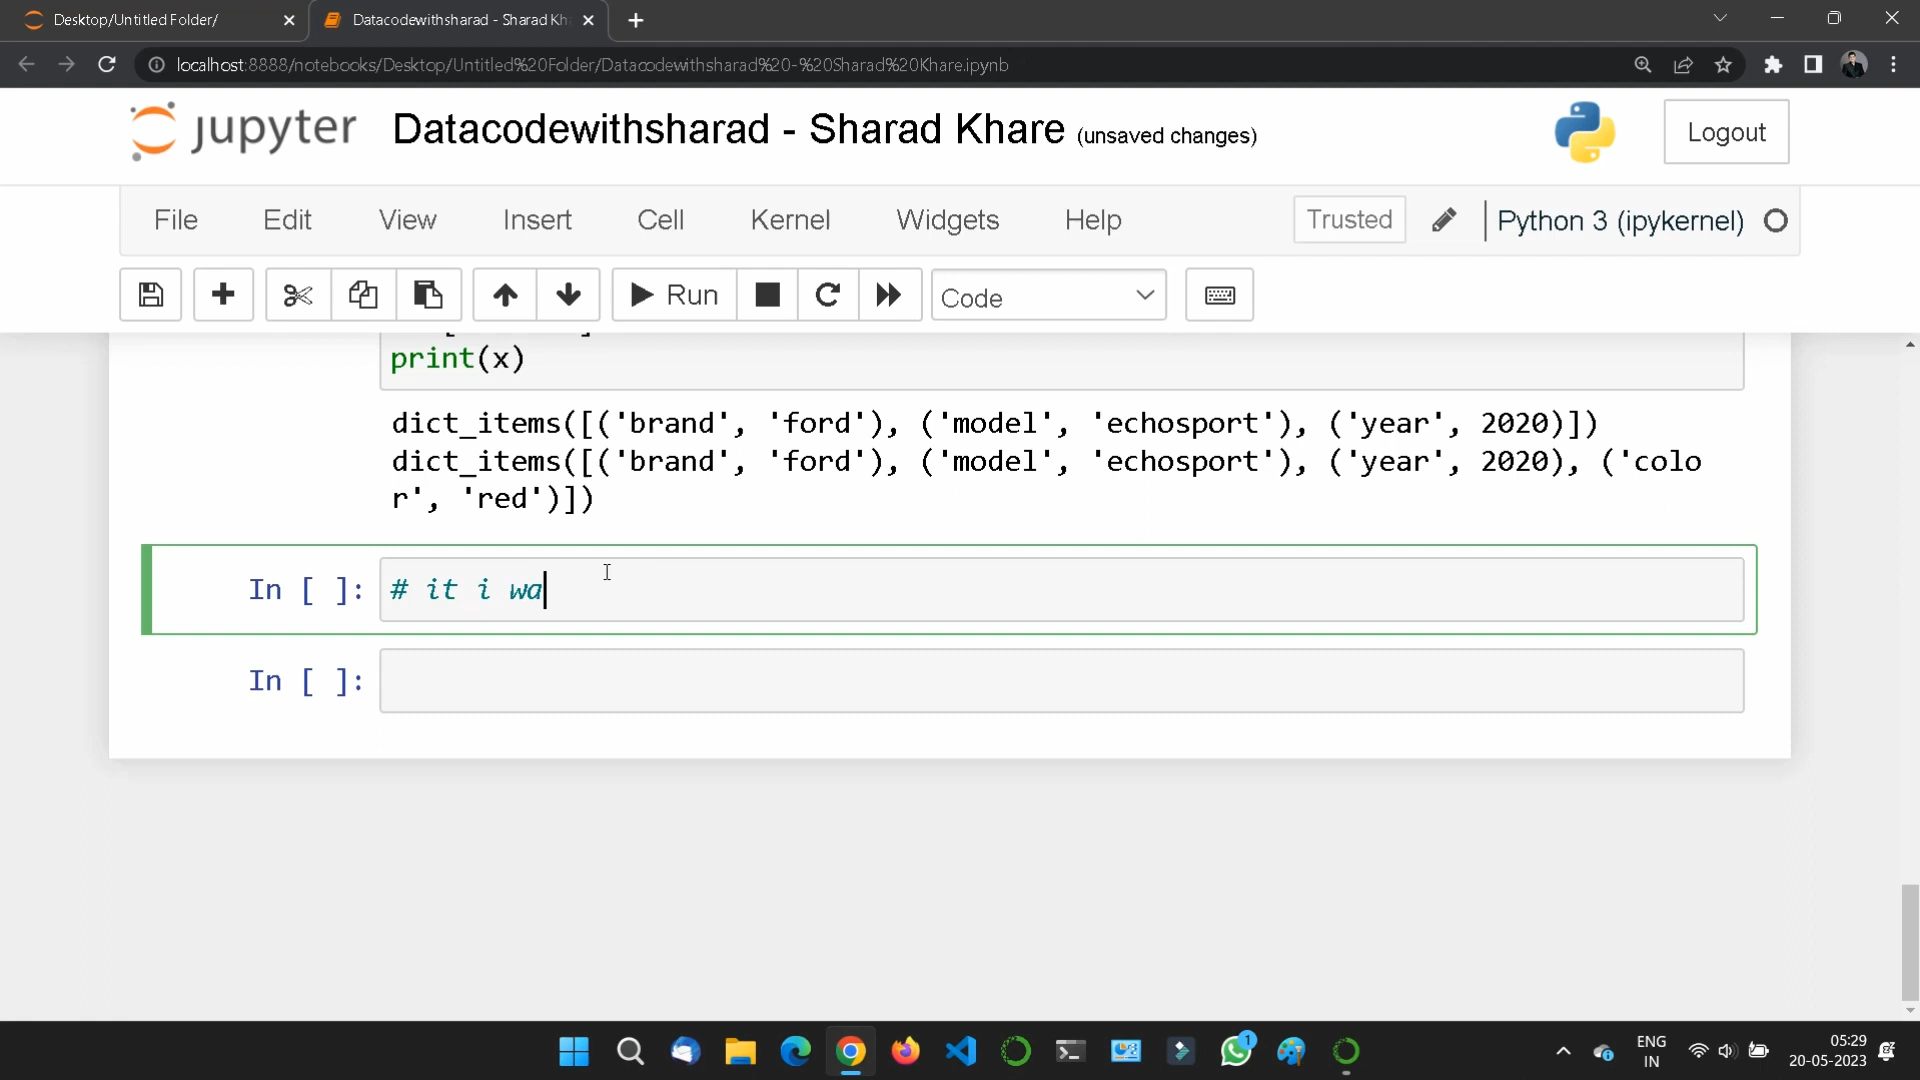 Desktop/Untitled Folder/
Datacodewithsharad - Sharad Kh
localhost:8888/notebooks/Desktop/Untitled%20Folder/Datacodewithsharad%20-%20Sharad%20Khare.ipynb
jupyter Datacodewithsharad - Sharad Khare (unsaved changes)
Logout
File Edit View Insert Cell Kernel Widgets Help Trusted Python 3 (ipykernel)
Run Code
print(x)
dict_items([('brand', 'ford'), ('model', 'echosport'), ('year', 2020)])
dict_items([('brand', 'ford'), ('model', 'echosport'), ('year', 2020), ('colo
r', 'red')])
In [ ]: # it i wa
In [ ]:
1
ENG
IN
05:29
20-05-2023